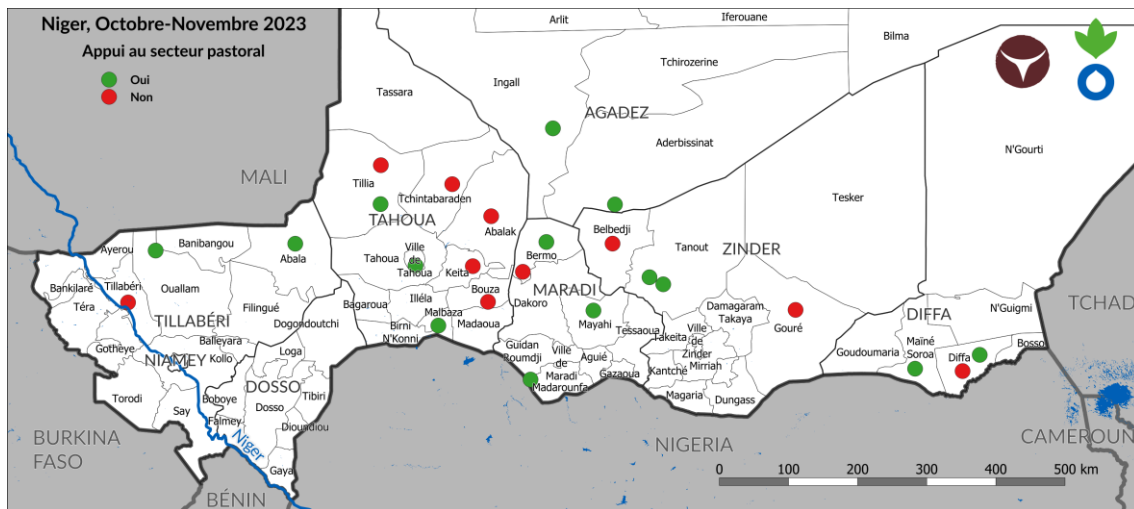 Niger, Octobre-Novembre 2023
Appui au secteur pastoral
Oui
Non
Arlit
Iferouane
Bilma
Tchirozerine
Ingall
Tassara
AGADEZ
Aderbissinat
N'Gourti
MALI
Tillia
Tchintabaraden
Tesker
TAHOUA
Abalak
Belbedji
Tanout
ZINDER
Ayerou
Banibangou
Abala
Tahoua
Ville
de
Tahoua
Keita
Bermo
Bankilaré
Tillabéri
Ouallam
Téra
Filingué
Bagaroua
Illéla
Bouza
Dakoro
MARADI
Malbaza
Madaoua
Birni
N'Konni
Mayahi
Tessaoua
Damagaram
Takaya
Gouré
N'Guigmi
TCHAD
DIFFA
TILLABÉRI
Dogondoutchi
Gotheye
Balleyara
Kollo
NIAMEY
Loga
Guidan
Roumdji
Ville
de
Maradi
Madarounfa
Aguié
Gazaoua
Takeita
Ville
de
Zinder
Mirriah
Kantché
Magaria
Dungass
Goudoumaria
Maïné
Soroa
Diffa
Bosso
Torodi
Say
DOSSO
Boboye
Dosso
Tibiri
Falmey
Dioundiou
Gaya
Niger
BURKINA
FASO
BÉNIN
NIGERIA
CAMEROUN
0 100 200 300 400 500 km